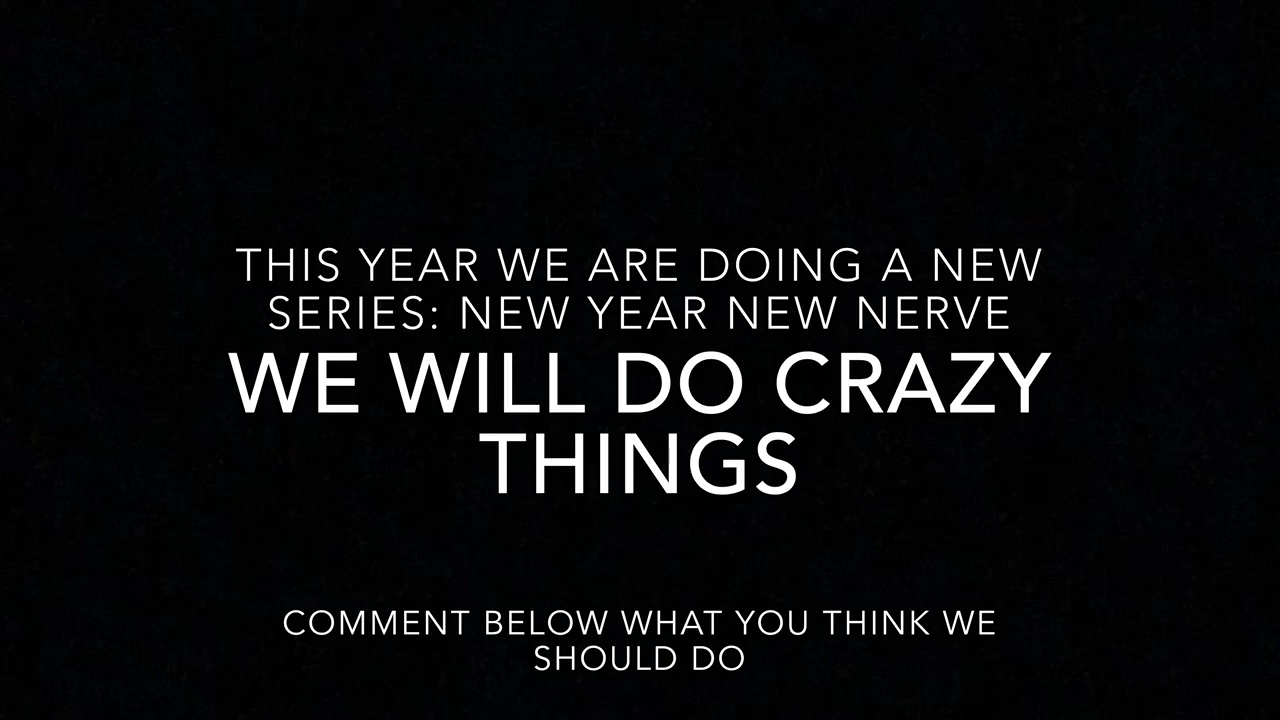 THIS YEAR WE ARE DOING A NEW
SERIES: NEW YEAR NEW NERVE
WE WILL DO CRAZY
THINGS
COMMENT BELOW WHAT YOU THINK WE
SHOULD DO